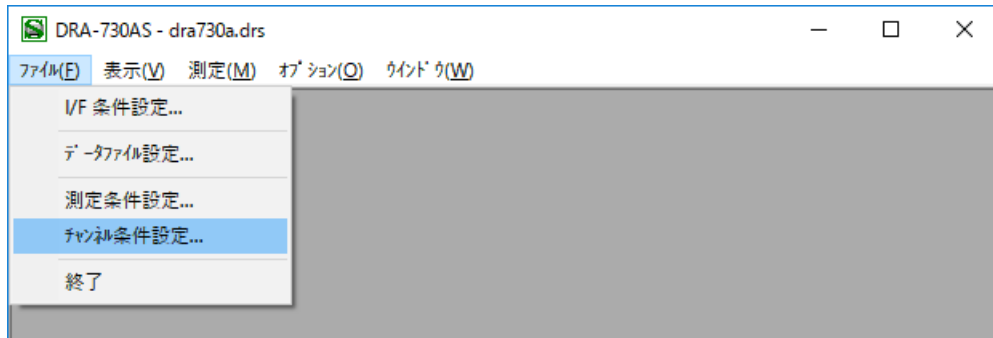 DRA-730AS - dra730a.drs
ﾌｧｲﾙ(F) 表示(V) 測定(M) ｵﾌﾟｼｮﾝ(O) ｳｲﾝﾄﾞｳ(W)
I/F 条件設定...
ﾃﾞｰﾀﾌｧｲﾙ設定...
測定条件設定...
ﾁｬﾝﾈﾙ条件設定...
終了